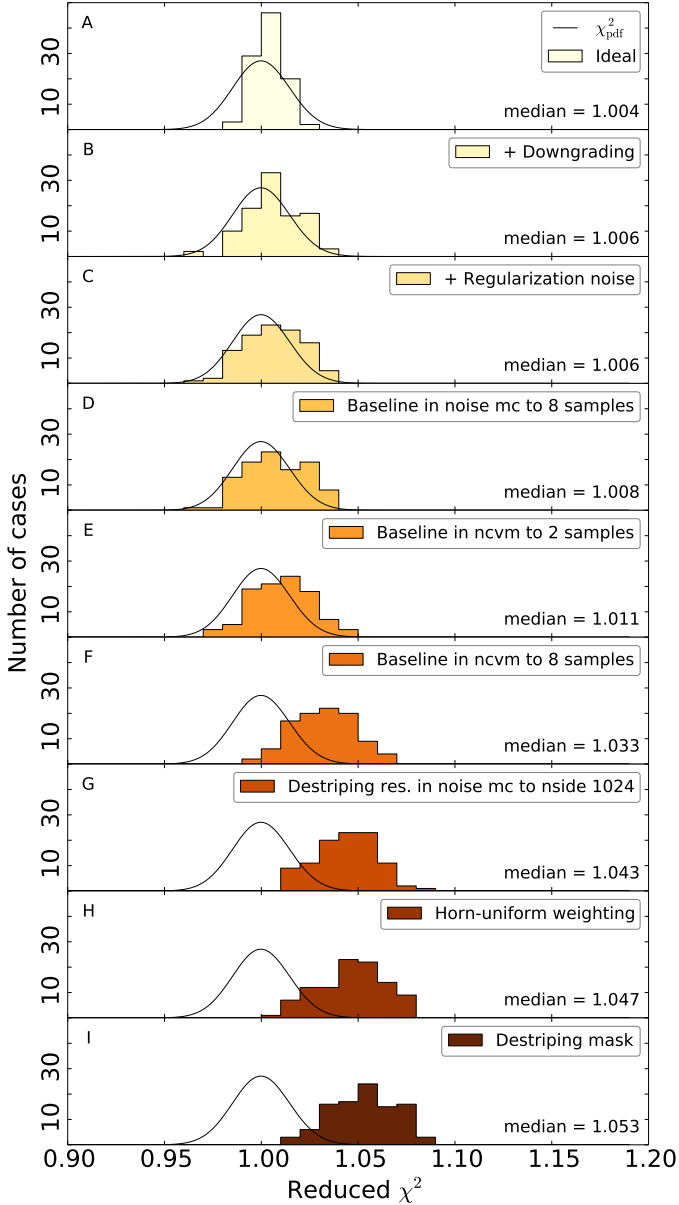 A
χ²pdf
Ideal
30
10
median = 1.004
B
+ Downgrading
30
10
median = 1.006
C
+ Regularization noise
30
10
median = 1.006
D
Baseline in noise mc to 8 samples
30
10
median = 1.008
E
Baseline in ncvm to 2 samples
30
10
median = 1.011
F
Baseline in ncvm to 8 samples
30
10
median = 1.033
G
Destriping res. in noise mc to nside 1024
30
10
median = 1.043
H
Horn-uniform weighting
30
10
median = 1.047
I
Destriping mask
30
10
median = 1.053
Number of cases
0.90 0.95 1.00 1.05 1.10 1.15 1.20
Reduced χ²